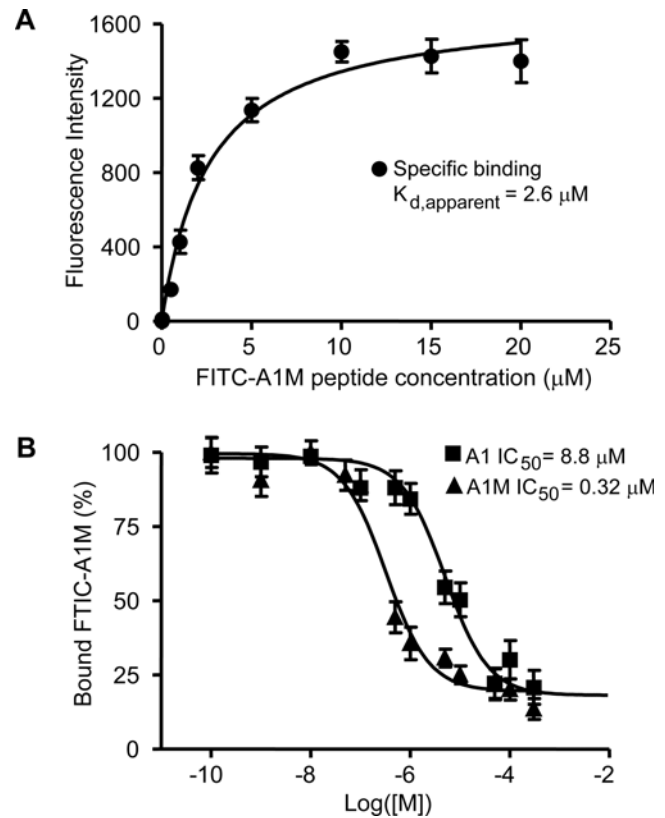 A
1600
1400
800
400
0
Fluorescence Intensity
Specific binding
Kd,apparent = 2.6 μM
0 5 10 15 20 25
FITC-A1M peptide concentration (μM)
B
100
75
50
25
0
Bound FTIC-A1M (%)
A1 IC50= 8.8 μM
A1M IC50= 0.32 μM
-10 -8 -6 -4 -2
Log([M])